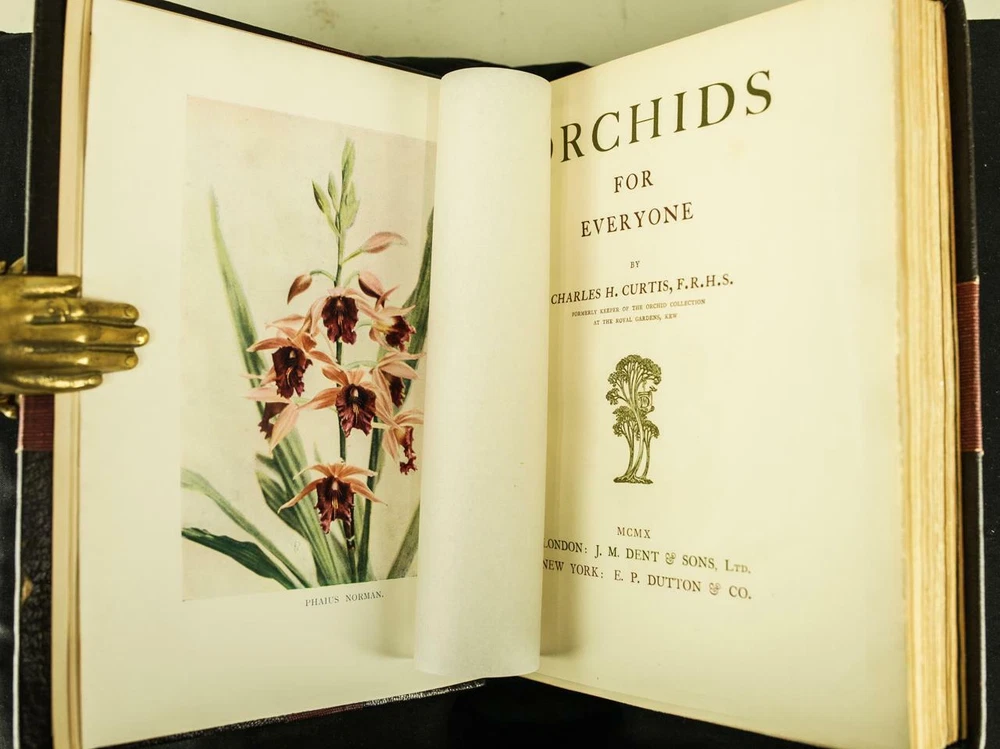 PHAIUS NORMAN.
ORCHIDS
FOR
EVERYONE
BY
CHARLES H. CURTIS, F.R.H.S.
FORMERLY KEEPER OF THE ORCHID COLLECTION
AT THE ROYAL GARDENS, KEW
MCMX
LONDON: J. M. DENT & SONS, LTD.
NEW YORK: E. P. DUTTON & CO.